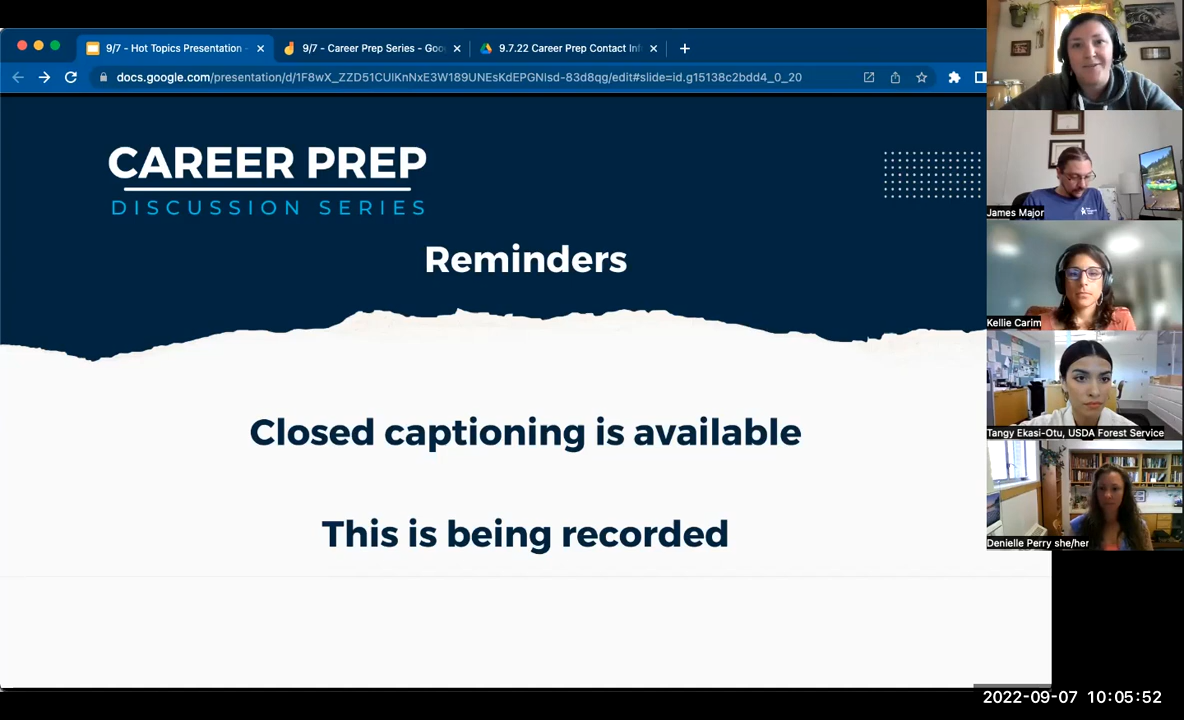 9/7 - Hot Topics Presentation -
9/7 - Career Prep Series - Goo
9.7.22 Career Prep Contact In
docs.google.com/presentation/d/1F8wX_ZZD51CUIKnNxE3W189UNEsKdEPGNIsd-83d8qg/edit#slide=id.g15138c2bdd4_0_20
CAREER PREP
DISCUSSION SERIES
Reminders
Closed captioning is available
This is being recorded
James Major
Kellie Carim
Tangy Ekasi-Otu, USDA Forest Service
Denielle Perry she/her
2022-09-07 10:05:52